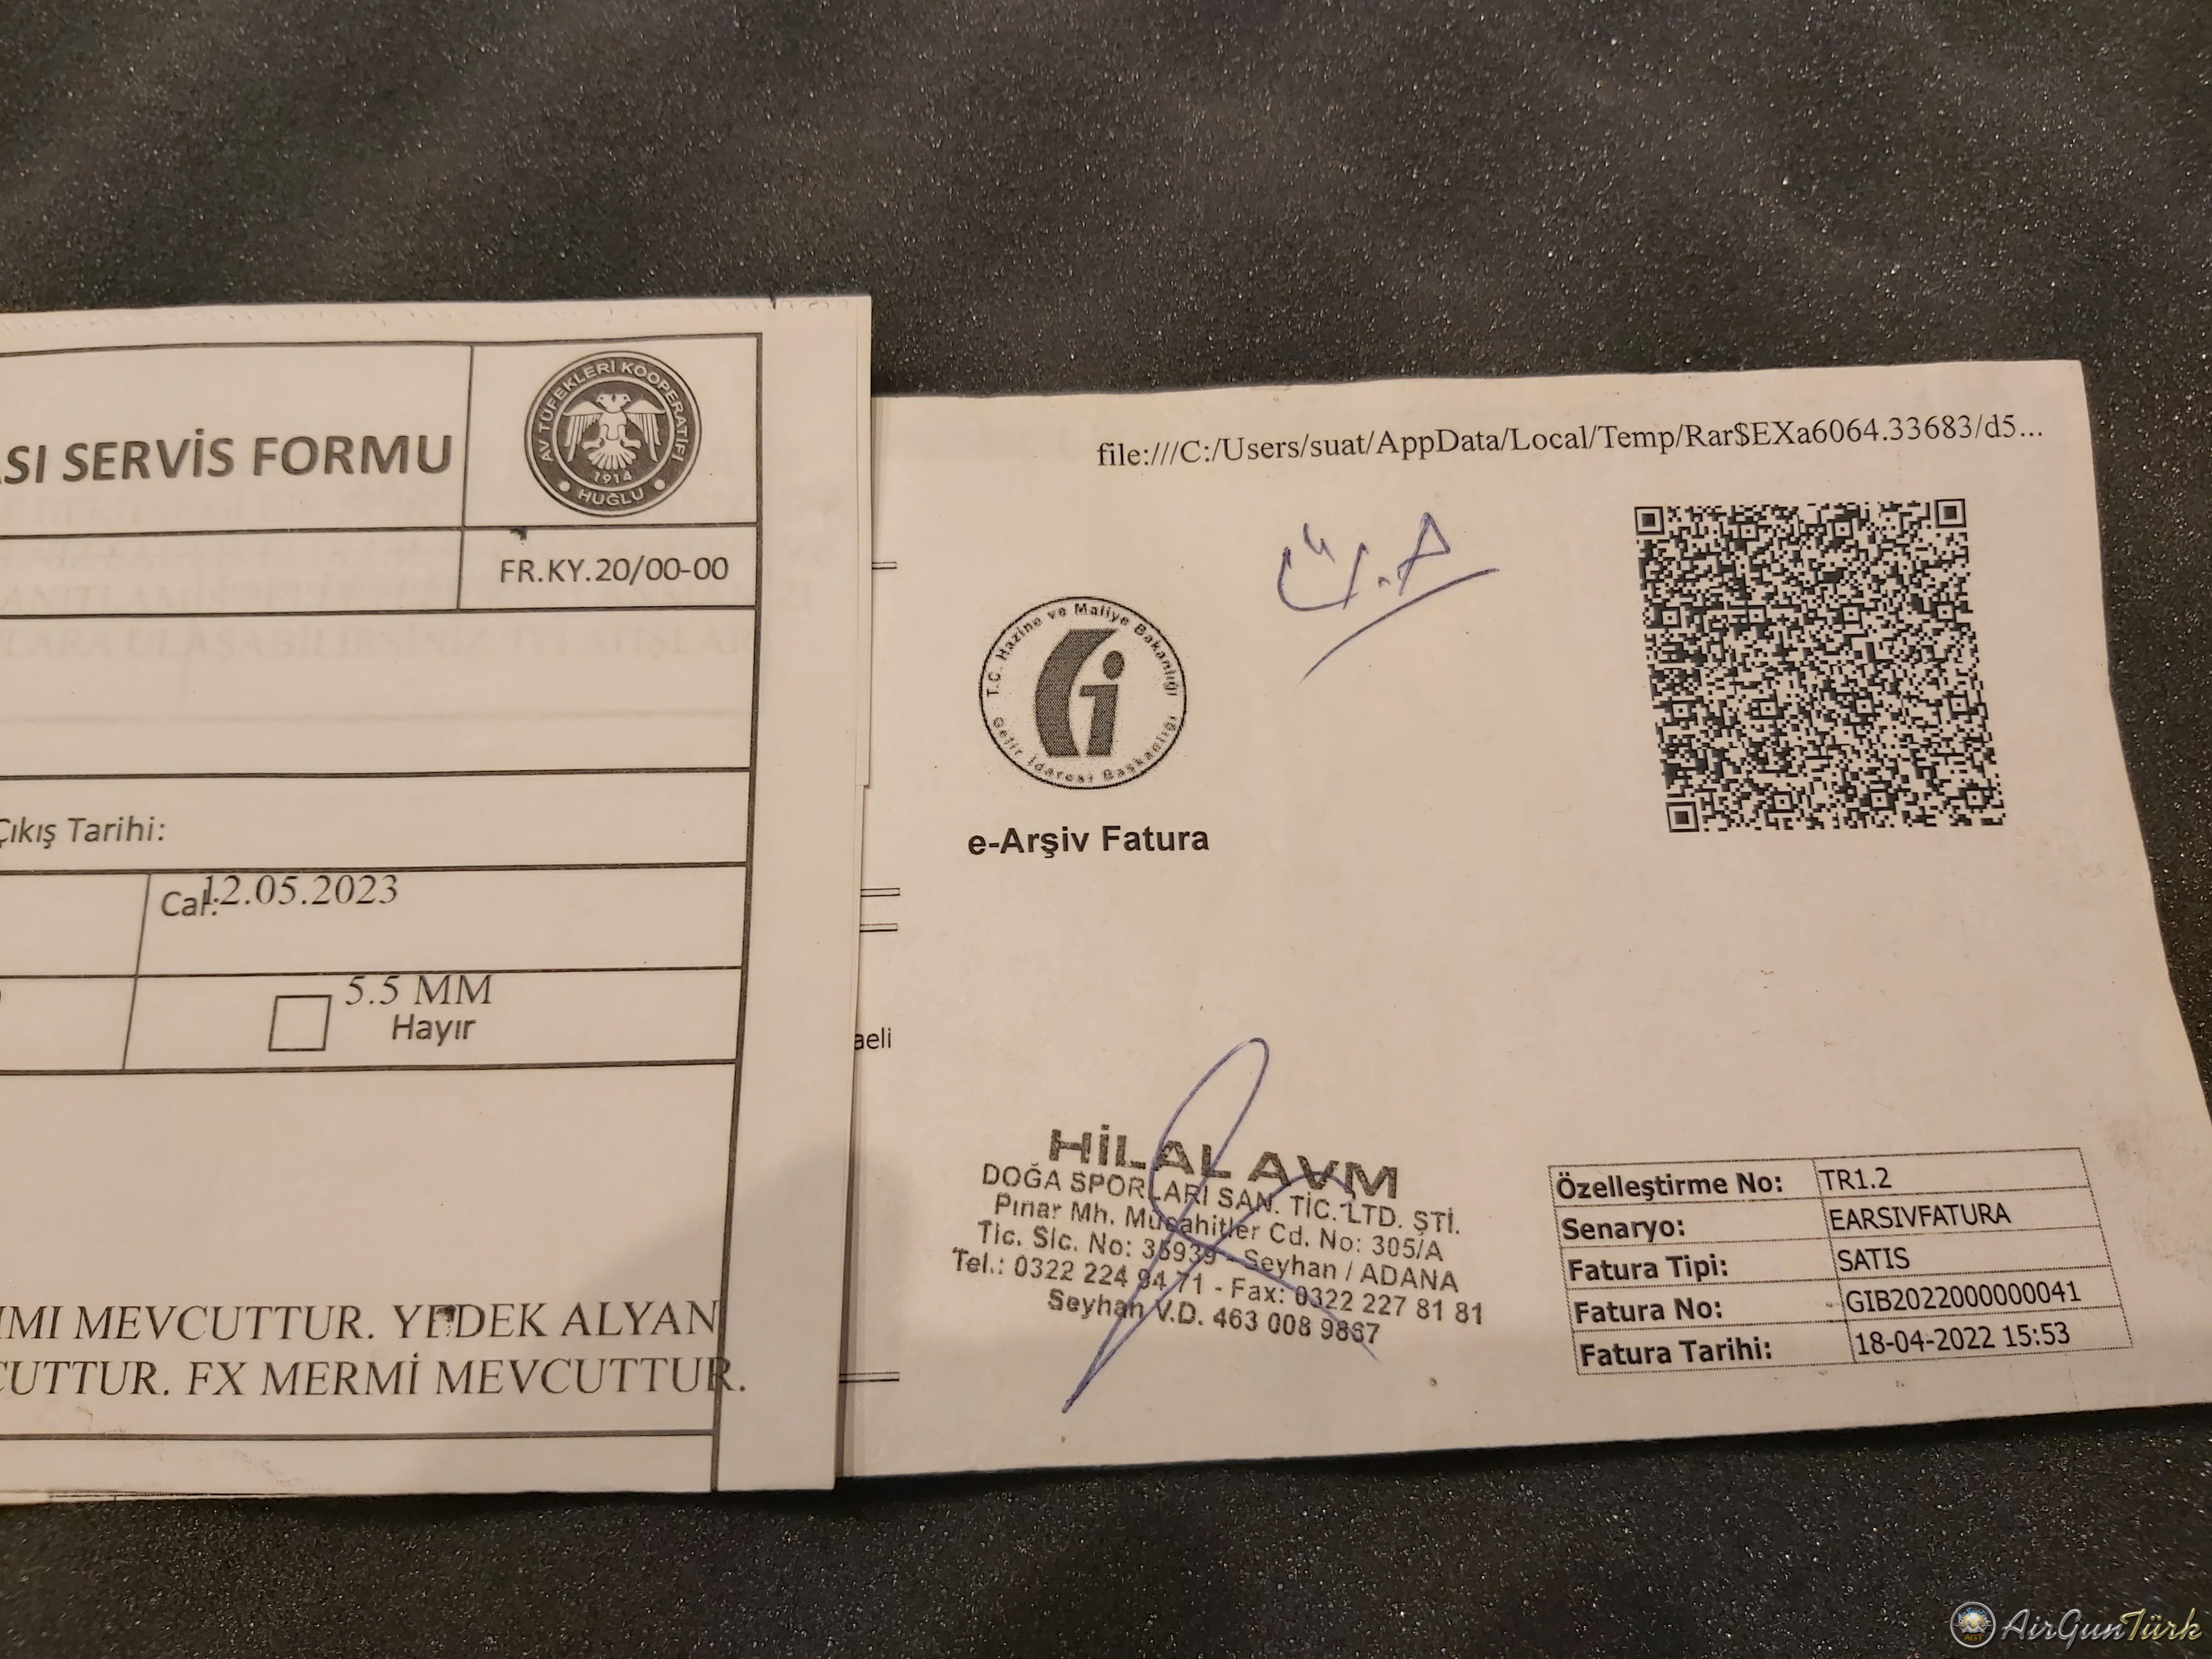 SI SERVİS FORMU
AV TÜFEKLERİ KOOPERATİFİ
1914
HUĞLU
FR.KY.20/00-00
Çıkış Tarihi:
Cal:
12.05.2023
5.5 MM
Hayır
IMI MEVCUTTUR. YEDEK ALYAN
CUTTUR. FX MERMİ MEVCUTTUR.
file:///C:/Users/suat/AppData/Local/Temp/Rar$EXa6064.33683/d5...
T.C. Hazine ve Maliye Bakanlığı
Gelir İdaresi Başkanlığı
e-Arşiv Fatura
aeli
HİLAL AVM
DOĞA SPORLARI SAN. TİC. LTD. ŞTİ.
Pınar Mh. Mücahitler Cd. No: 305/A
Tic. Sic. No: 35939 - Seyhan / ADANA
Tel.: 0322 224 94 71 - Fax: 0322 227 81 81
Seyhan V.D. 463 008 9867
Özelleştirme No: TR1.2
Senaryo: EARSIVFATURA
Fatura Tipi: SATIS
Fatura No: GIB2022000000041
Fatura Tarihi: 18-04-2022 15:53
AirGunTürk